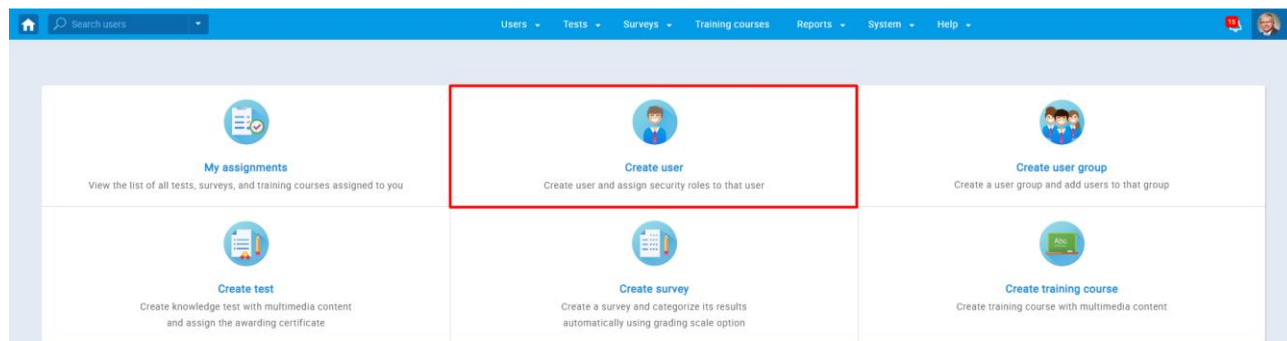 Search users
Users
Tests
Surveys
Training courses
Reports
System
Help
15
My assignments
View the list of all tests, surveys, and training courses assigned to you
Create user
Create user and assign security roles to that user
Create user group
Create a user group and add users to that group
Create test
Create knowledge test with multimedia content
and assign the awarding certificate
Create survey
Create a survey and categorize its results
automatically using grading scale option
Abc
Create training course
Create training course with multimedia content